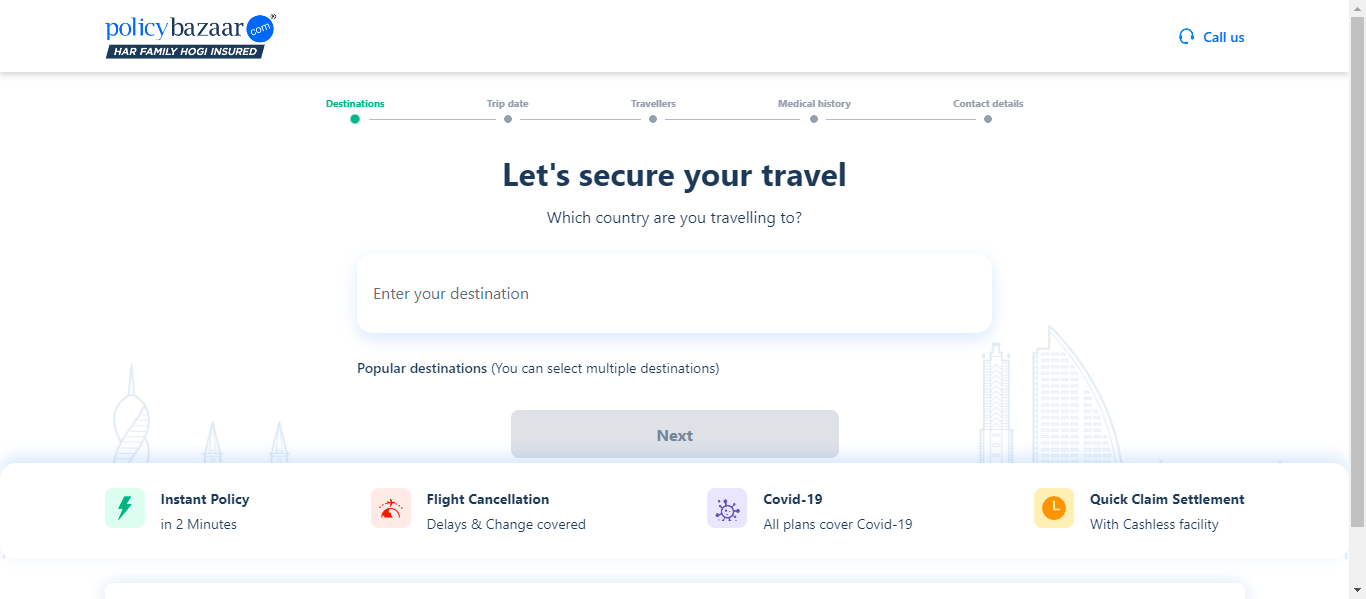 policybazaar.com®
HAR FAMILY HOGI INSURED
Call us
Destinations
Trip date
Travellers
Medical history
Contact details
Let's secure your travel
Which country are you travelling to?
Enter your destination
Popular destinations (You can select multiple destinations)
Next
Instant Policy
in 2 Minutes
Flight Cancellation
Delays & Change covered
Covid-19
All plans cover Covid-19
Quick Claim Settlement
With Cashless facility